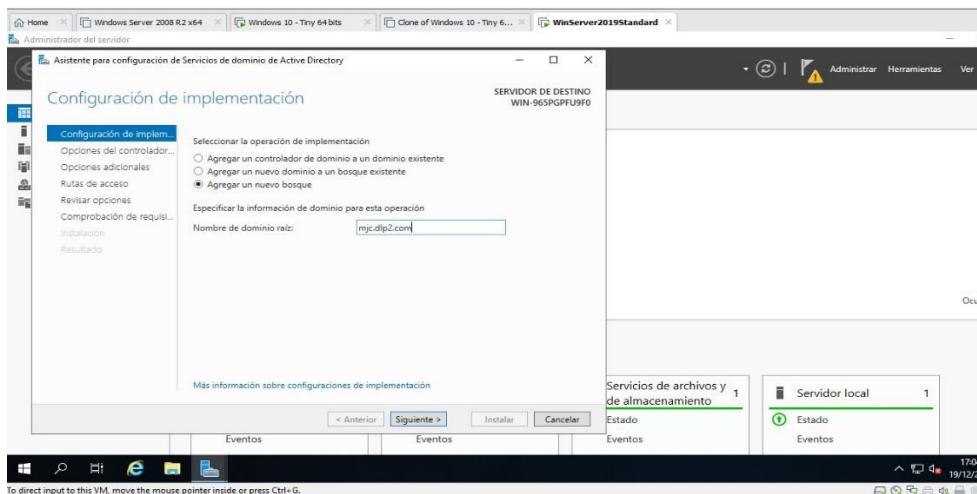 Home
Windows Server 2008 R2 x64
Windows 10 - Tiny 64 bits
Clone of Windows 10 - Tiny 6...
WinServer2019Standard
Administrador del servidor
Asistente para configuración de Servicios de dominio de Active Directory
Administrar Herramientas Ver
Configuración de implementación
SERVIDOR DE DESTINO
WIN-965PGPFU9F0
Configuración de implem...
Opciones del controlador...
Opciones adicionales
Rutas de acceso
Revisar opciones
Comprobación de requisi...
Instalación
Resultado
Seleccionar la operación de implementación
Agregar un controlador de dominio a un dominio existente
Agregar un nuevo dominio a un bosque existente
Agregar un nuevo bosque
Especificar la información de dominio para esta operación
Nombre de dominio raíz: mjc.dlp2.com
Más información sobre configuraciones de implementación
< Anterior Siguiente > Instalar Cancelar
Ocu
Servicios de archivos y 1
de almacenamiento
Estado
Eventos
Servidor local 1
Estado
Eventos
Eventos
Eventos
17:0
19/12/2
To direct input to this VM, move the mouse pointer inside or press Ctrl+G.